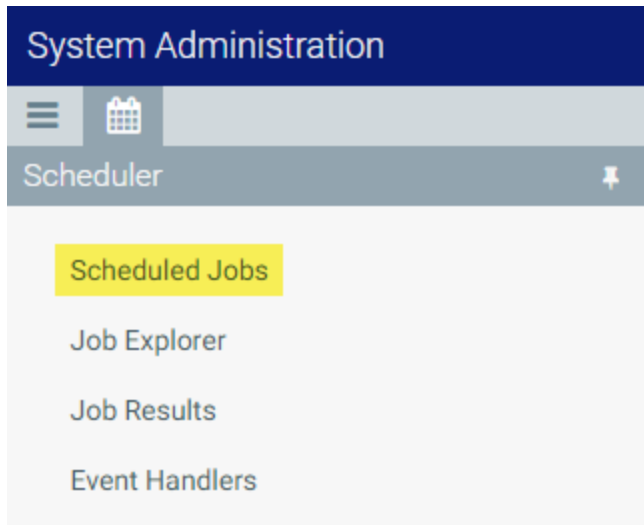 System Administration
Scheduler
Scheduled Jobs
Job Explorer
Job Results
Event Handlers